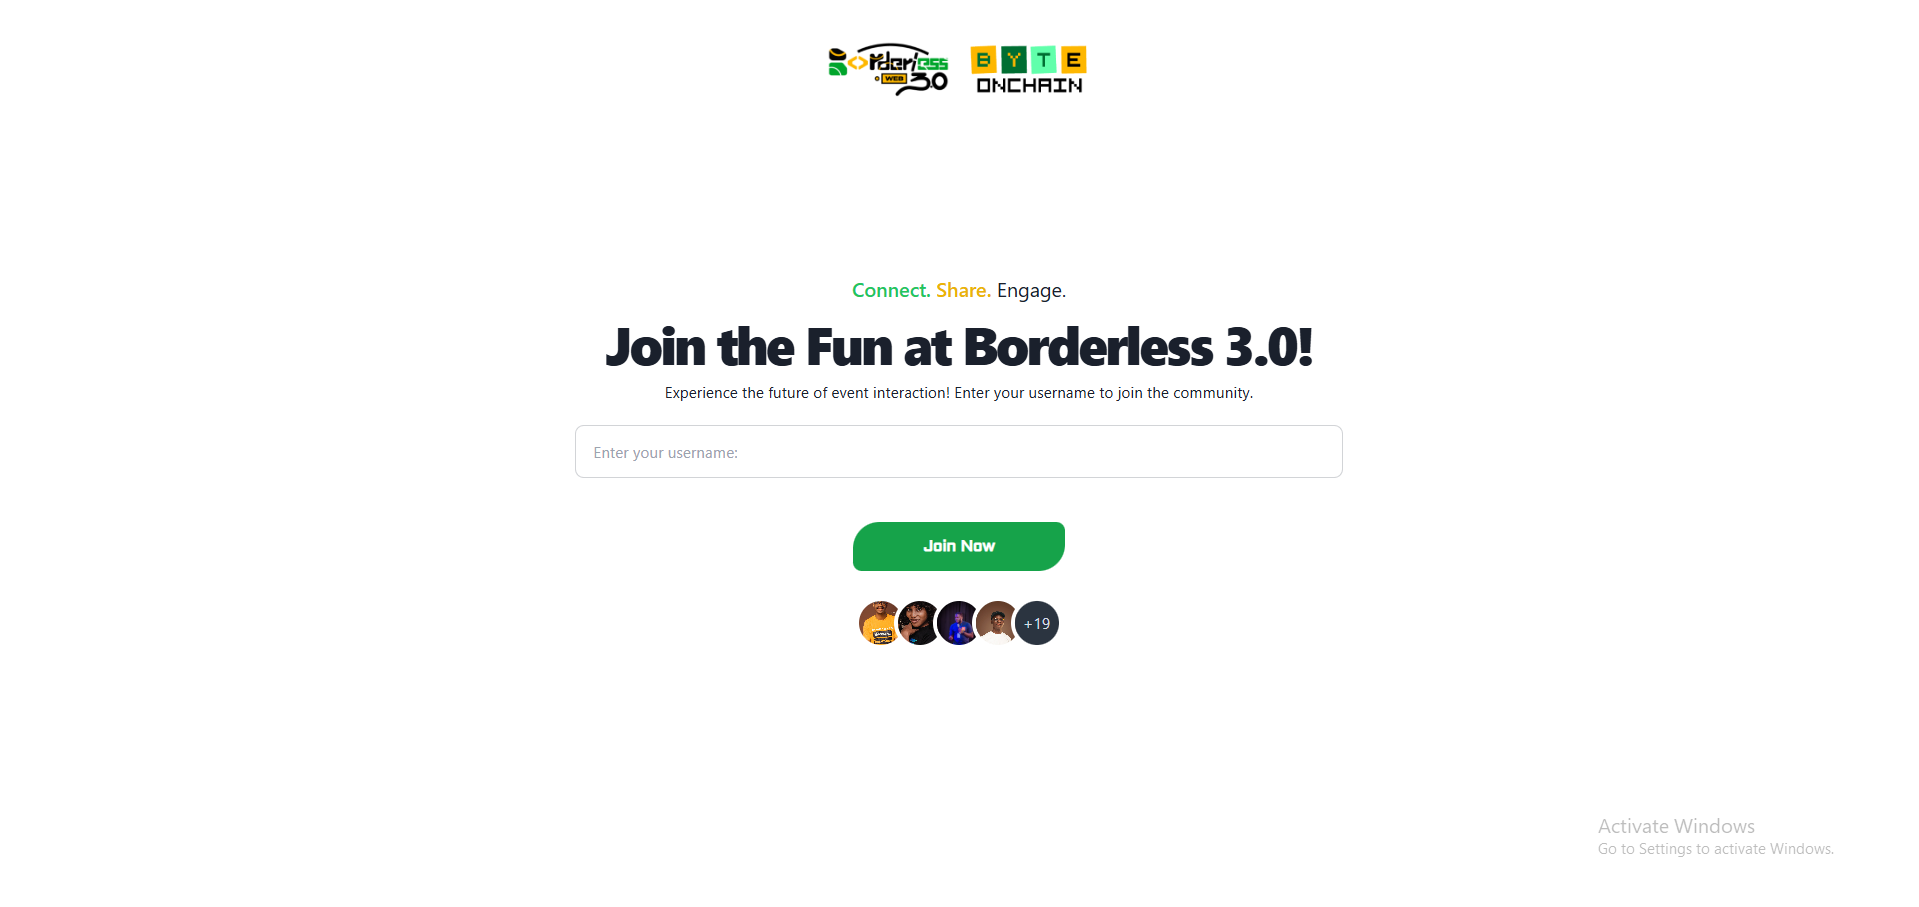 Borderless
WEB 3.0
BYTE
ONCHAIN
Connect. Share. Engage.
Join the Fun at Borderless 3.0!
Experience the future of event interaction! Enter your username to join the community.
Enter your username:
Join Now
+19
Activate Windows
Go to Settings to activate Windows.